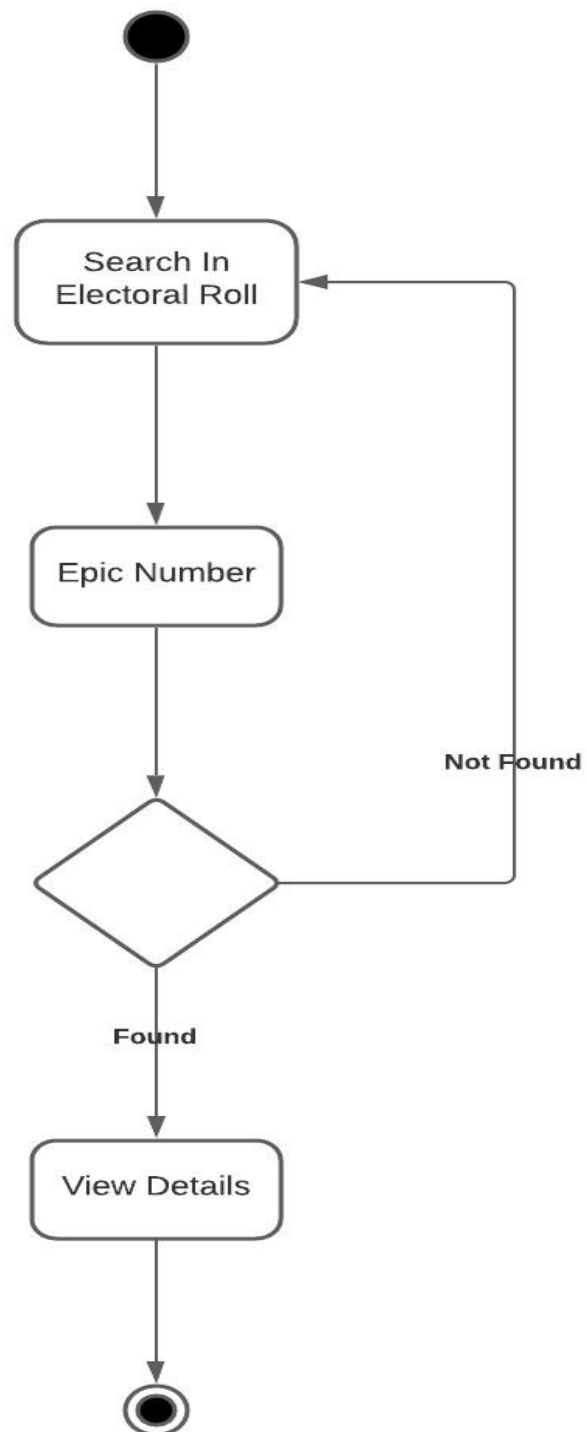 Search In
Electoral Roll
Epic Number
Not Found
Found
View Details